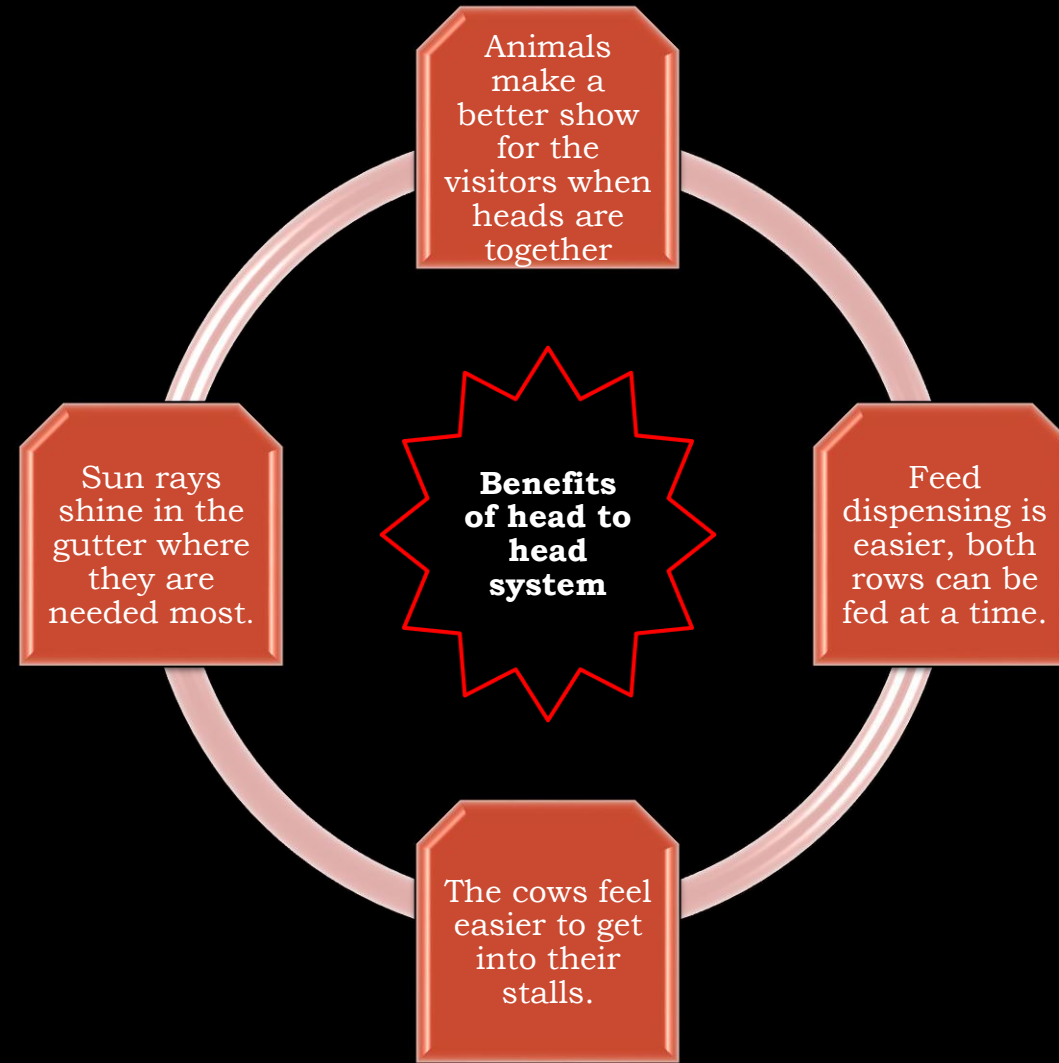 Animals
make a
better show
for the
visitors when
heads are
together
Sun rays
shine in the
gutter where
they are
needed most.
Benefits
of head to
head
system
Feed
dispensing is
easier, both
rows can be
fed at a time.
The cows feel
easier to get
into their
stalls.